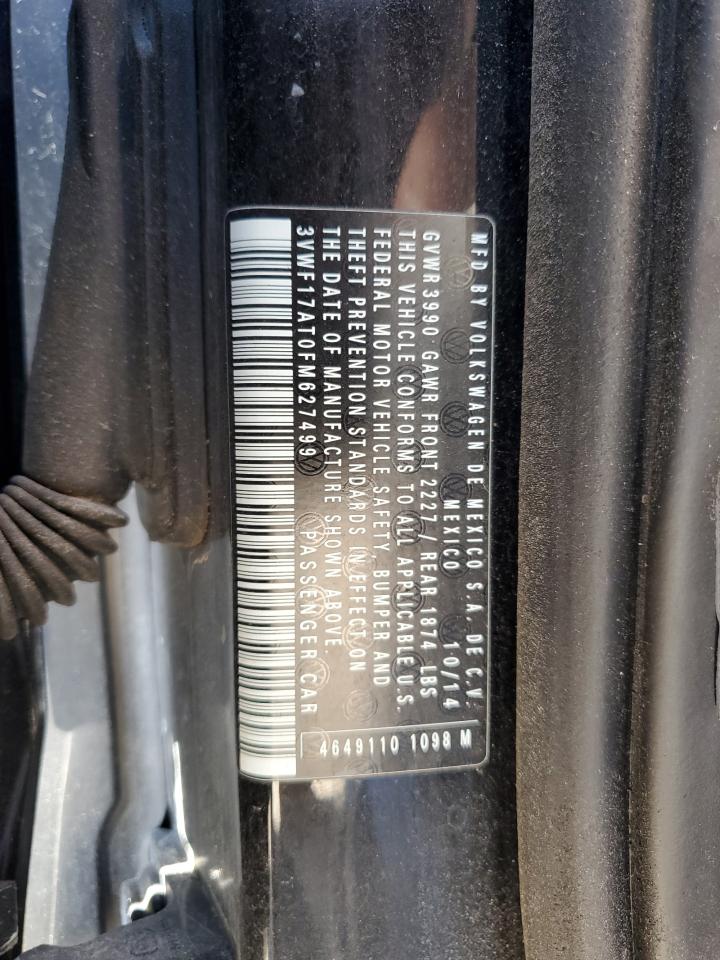 MFD BY VOLKSWAGEN DE MEXICO S.A. DE C.V.
MEXICO 10/14
GVWR 3990 GAWR FRONT 2227 / REAR 1874 LBS
THIS VEHICLE CONFORMS TO ALL APPLICABLE U.S.
FEDERAL MOTOR VEHICLE SAFETY, BUMPER AND
THEFT PREVENTION STANDARDS IN EFFECT ON
THE DATE OF MANUFACTURE SHOWN ABOVE.
3VWF17AT0FM627499 PASSENGER CAR
4649110 1098 M